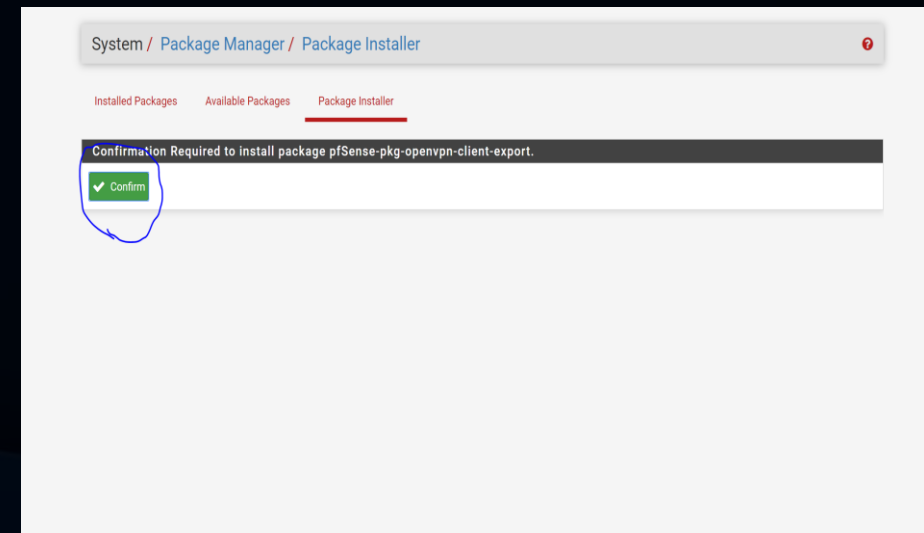 System / Package Manager / Package Installer
Installed Packages Available Packages Package Installer
Confirmation Required to install package pfSense-pkg-openvpn-client-export.
Confirm